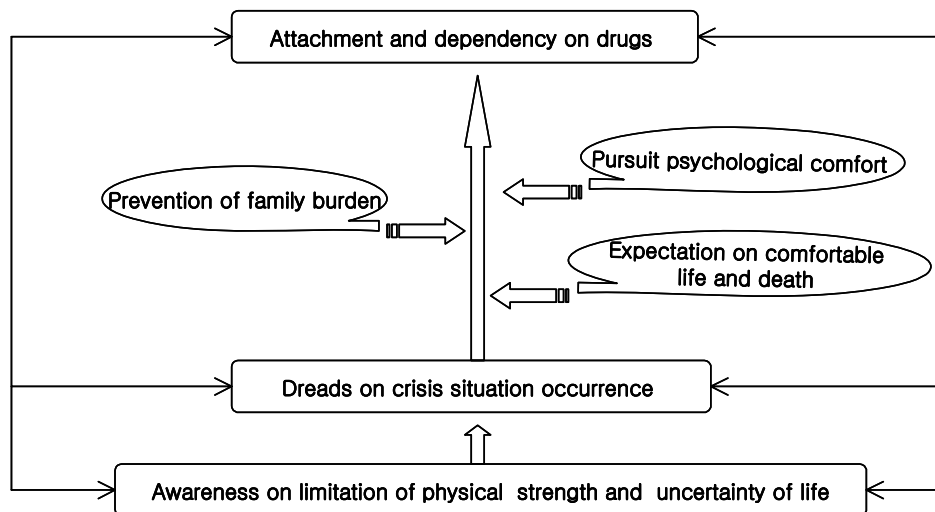 Attachment and dependency on drugs
Pursuit psychological comfort
Prevention of family burden
Expectation on comfortable
life and death
Dreads on crisis situation occurrence
Awareness on limitation of physical strength and uncertainty of life